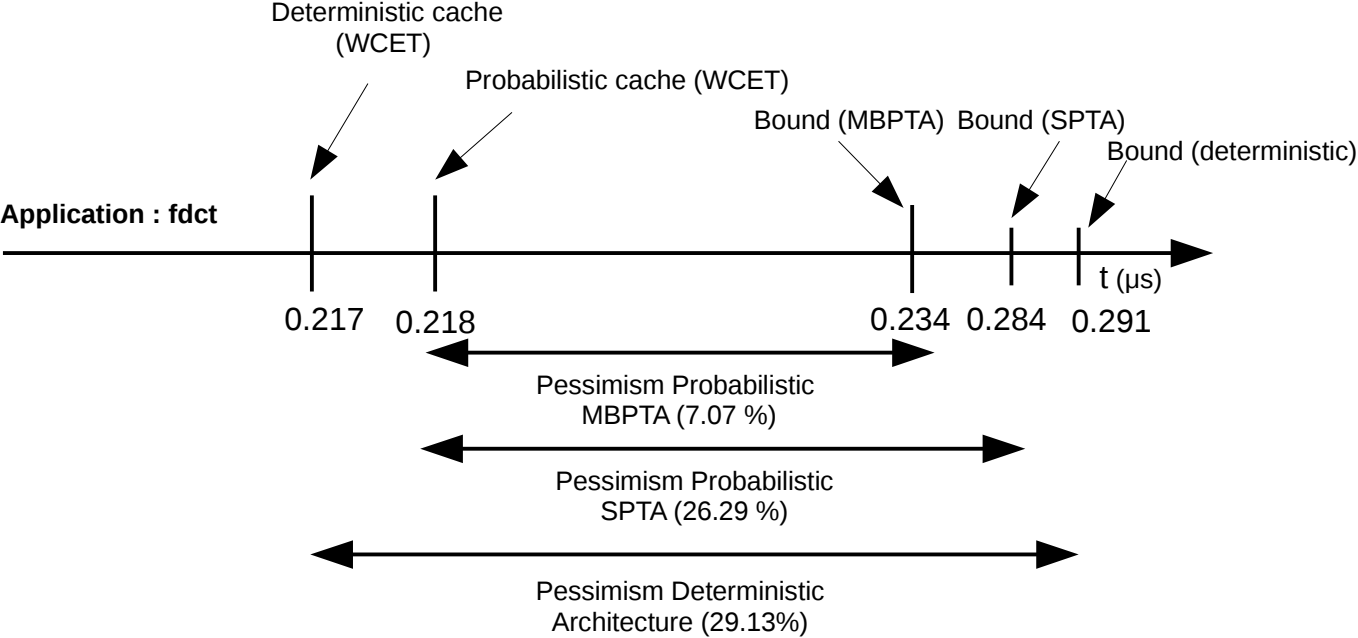 Deterministic cache
(WCET)
Probabilistic cache (WCET)
Bound (MBPTA)
Bound (SPTA)
Bound (deterministic)
Application : fdct
t (μs)
0.217
0.218
0.234
0.284
0.291
Pessimism Probabilistic
MBPTA (7.07 %)
Pessimism Probabilistic
SPTA (26.29 %)
Pessimism Deterministic
Architecture (29.13%)